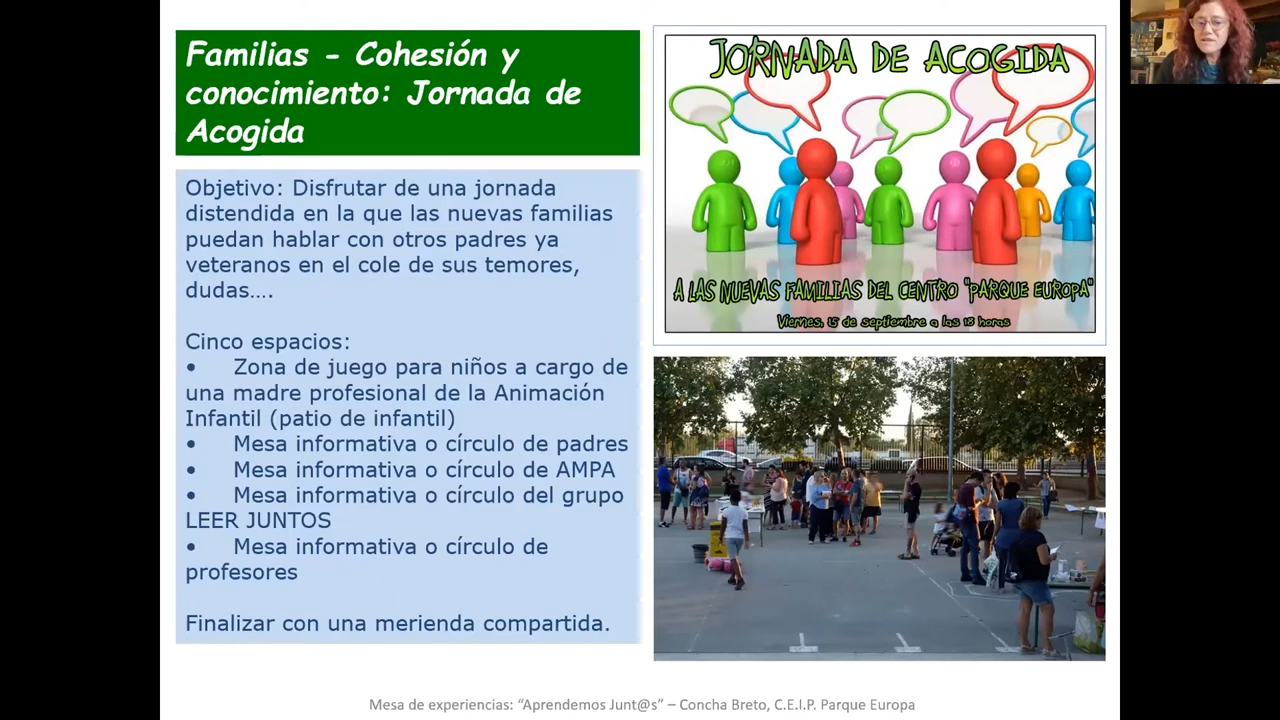 Familias - Cohesión y
conocimiento: Jornada de
Acogida
Objetivo: Disfrutar de una jornada
distendida en la que las nuevas familias
puedan hablar con otros padres ya
veteranos en el cole de sus temores,
dudas….
Cinco espacios:
• Zona de juego para niños a cargo de
una madre profesional de la Animación
Infantil (patio de infantil)
• Mesa informativa o círculo de padres
• Mesa informativa o círculo de AMPA
• Mesa informativa o círculo del grupo
LEER JUNTOS
• Mesa informativa o círculo de
profesores
Finalizar con una merienda compartida.
JORNADA DE ACOGIDA
A LAS NUEVAS FAMILIAS DEL CENTRO "PARQUE EUROPA"
Viernes, 15 de septiembre a las 18 horas
Mesa de experiencias: “Aprendemos Junt@s” – Concha Breto, C.E.I.P. Parque Europa